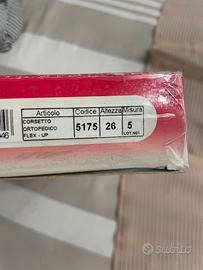 Articolo Codice Altezza Misura
CORSETTO
ORTOPEDICO
FLEX - UP
5175 26 5
LOT. N01
46
subito